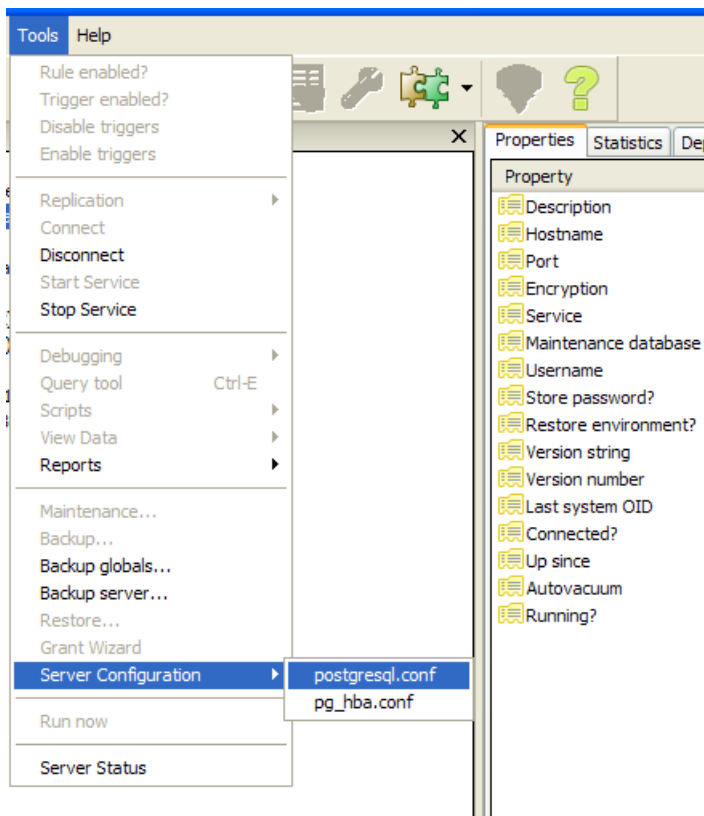 Tools Help
Rule enabled?
Trigger enabled?
Disable triggers
Enable triggers
Replication
Connect
Disconnect
Start Service
Stop Service
Debugging
Query tool Ctrl-E
Scripts
View Data
Reports
Maintenance...
Backup...
Backup globals...
Backup server...
Restore...
Grant Wizard
Server Configuration
postgresql.conf
pg_hba.conf
Run now
Server Status
Properties Statistics
Property
Description
Hostname
Port
Encryption
Service
Maintenance database
Username
Store password?
Restore environment?
Version string
Version number
Last system OID
Connected?
Up since
Autovacuum
Running?